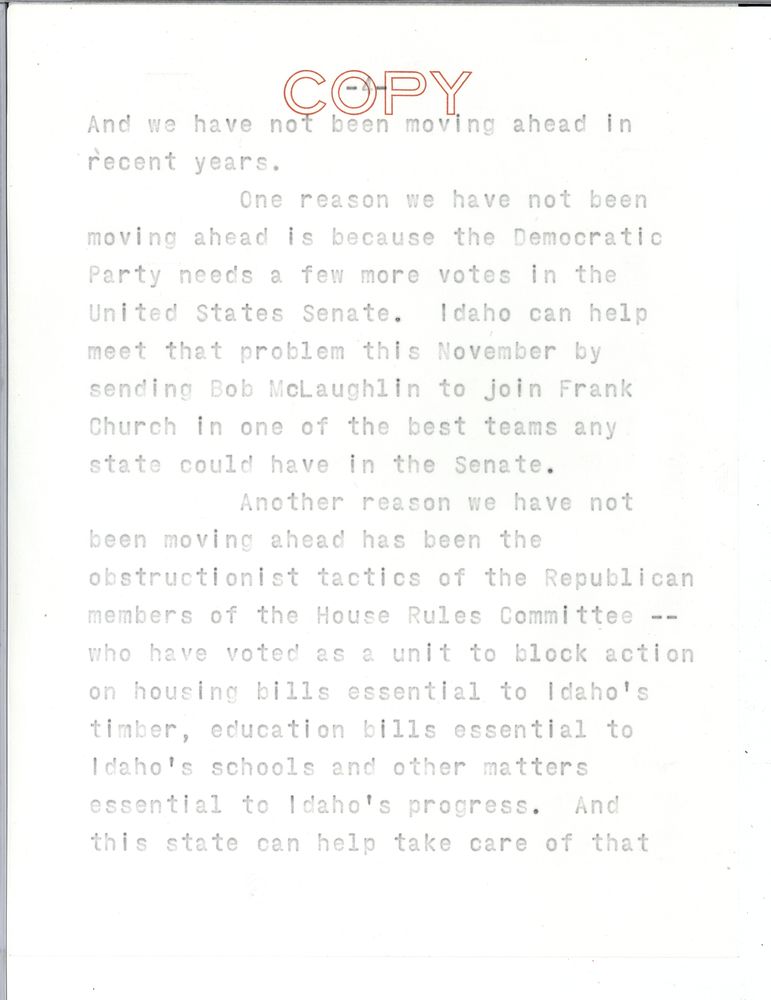 COPY
-4-
And we have not been moving ahead in
recent years.
One reason we have not been
moving ahead is because the Democratic
Party needs a few more votes in the
United States Senate. Idaho can help
meet that problem this November by
sending Bob McLaughlin to join Frank
Church in one of the best teams any
state could have in the Senate.
Another reason we have not
been moving ahead has been the
obstructionist tactics of the Republican
members of the House Rules Committee --
who have voted as a unit to block action
on housing bills essential to Idaho's
timber, education bills essential to
Idaho's schools and other matters
essential to Idaho's progress. And
this state can help take care of that